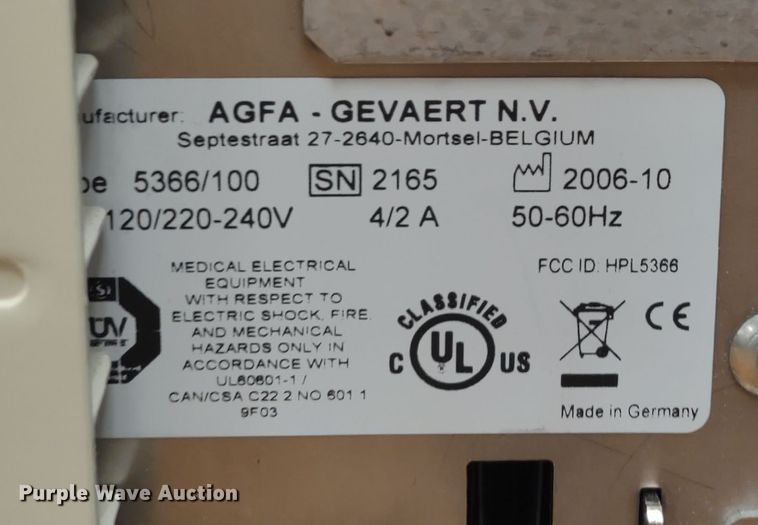 ufacturer: AGFA - GEVAERT N.V.
Septestraat 27-2640-Mortsel-BELGIUM
pe 5366/100 SN 2165 2006-10
120/220-240V 4/2 A 50-60Hz
MEDICAL ELECTRICAL
EQUIPMENT
WITH RESPECT TO
ELECTRIC SHOCK, FIRE
AND MECHANICAL
HAZARDS ONLY IN
ACCORDANCE WITH
UL60601-1 /
CAN/CSA C22 2 NO 601 1
9F03
TÜV
CLASSIFIED
C UL US
FCC ID: HPL5366
CE
Made in Germany
Purple Wave Auction